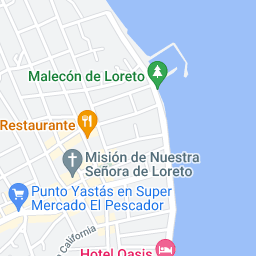 Malecón de Loreto
Restaurante
Misión de Nuestra
Señora de Loreto
Punto Yastás en Super
Mercado El Pescador
California
Hotel Oasis